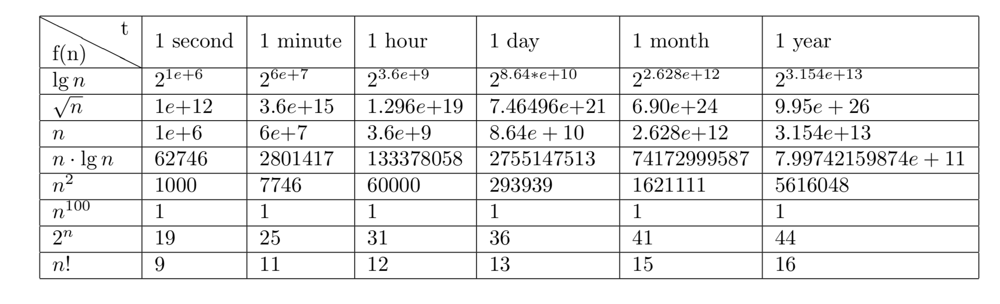 t
f(n) 1 second 1 minute 1 hour 1 day 1 month 1 year
lg n 2^{1e+6} 2^{6e+7} 2^{3.6e+9} 2^{8.64*e+10} 2^{2.628e+12} 2^{3.154e+13}
√n 1e+12 3.6e+15 1.296e+19 7.46496e+21 6.90e+24 9.95e + 26
n 1e+6 6e+7 3.6e+9 8.64e + 10 2.628e+12 3.154e+13
n · lg n 62746 2801417 133378058 2755147513 74172999587 7.99742159874e + 11
n² 1000 7746 60000 293939 1621111 5616048
n¹⁰⁰ 1 1 1 1 1 1
2ⁿ 19 25 31 36 41 44
n! 9 11 12 13 15 16